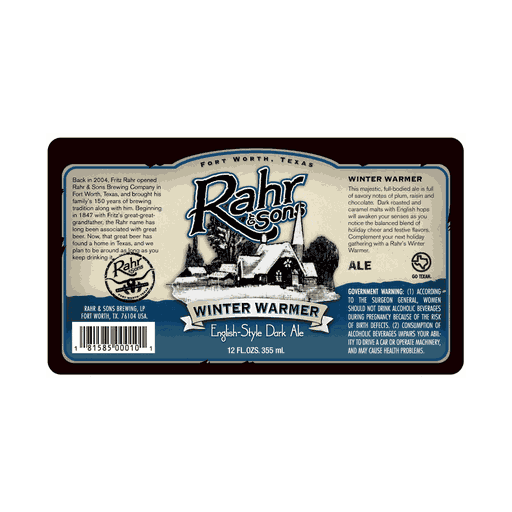 Back in 2004, Fritz Rahr opened
Rahr & Sons Brewing Company in
Fort Worth, Texas, and brought his
family's 150 years of brewing
tradition along with him. Beginning
in 1847 with Fritz's great-great-
grandfather, the Rahr name has
long been associated with great
beer. Now, that great beer has
found a home in Texas, and we
plan to be around as long as you
keep drinking it.
Rahr
& Sons
RAHR & SONS BREWING, LP
FORT WORTH, TX. 76104 USA.
1 81585 00010 1
FORT WORTH, TEXAS
Rahr
& Sons
WINTER WARMER
English-Style Dark Ale
12 FL.OZS. 355 ml.
WINTER WARMER
This majestic, full-bodied ale is full
of savory notes of plum, raisin and
chocolate. Dark roasted and
caramel malts with English hops
will awaken your senses as you
notice the balanced blend of
holiday cheer and festive flavors.
Complement your next holiday
gathering with a Rahr's Winter
Warmer.
ALE
GO TEXAN.
GOVERNMENT WARNING: (1) ACCORDING
TO THE SURGEON GENERAL, WOMEN
SHOULD NOT DRINK ALCOHOLIC BEVERAGES
DURING PREGNANCY BECAUSE OF THE RISK
OF BIRTH DEFECTS. (2) CONSUMPTION OF
ALCOHOLIC BEVERAGES IMPAIRS YOUR ABIL-
ITY TO DRIVE A CAR OR OPERATE MACHINERY,
AND MAY CAUSE HEALTH PROBLEMS.